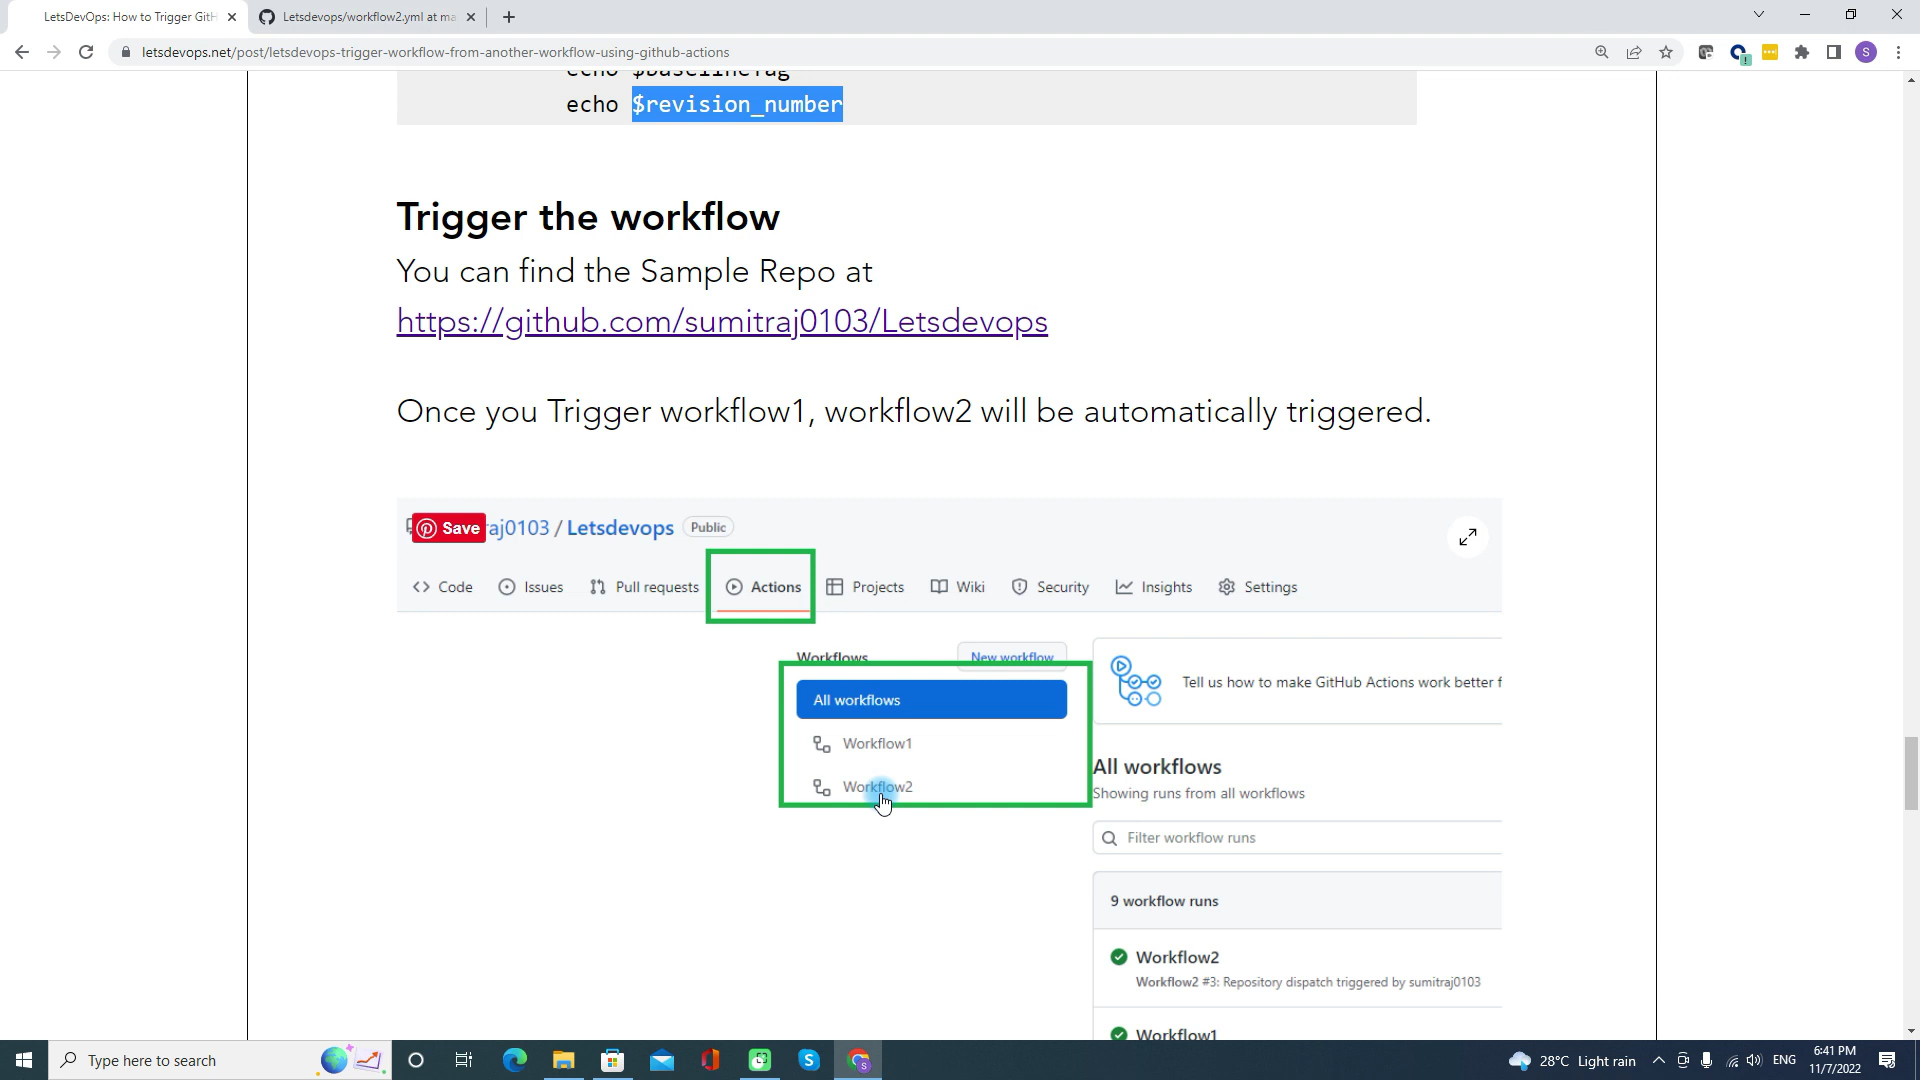 LetsDevOps: How to Trigger GitH
Letsdevops/workflow2.yml at ma
letsdevops.net/post/letsdevops-trigger-workflow-from-another-workflow-using-github-actions
S
echo $baselineTag
echo $revision_number
Trigger the workflow
You can find the Sample Repo at
https://github.com/sumitraj0103/Letsdevops
Once you Trigger workflow1, workflow2 will be automatically triggered.
Save raj0103 / Letsdevops Public
Code Issues Pull requests Actions Projects Wiki Security Insights Settings
Workflows New workflow
All workflows
Tell us how to make GitHub Actions work better f
Workflow1
Workflow2
All workflows
Showing runs from all workflows
Filter workflow runs
9 workflow runs
Workflow2
Workflow2 #3: Repository dispatch triggered by sumitraj0103
Workflow1
Type here to search
28°C Light rain
ENG
6:41 PM
11/7/2022